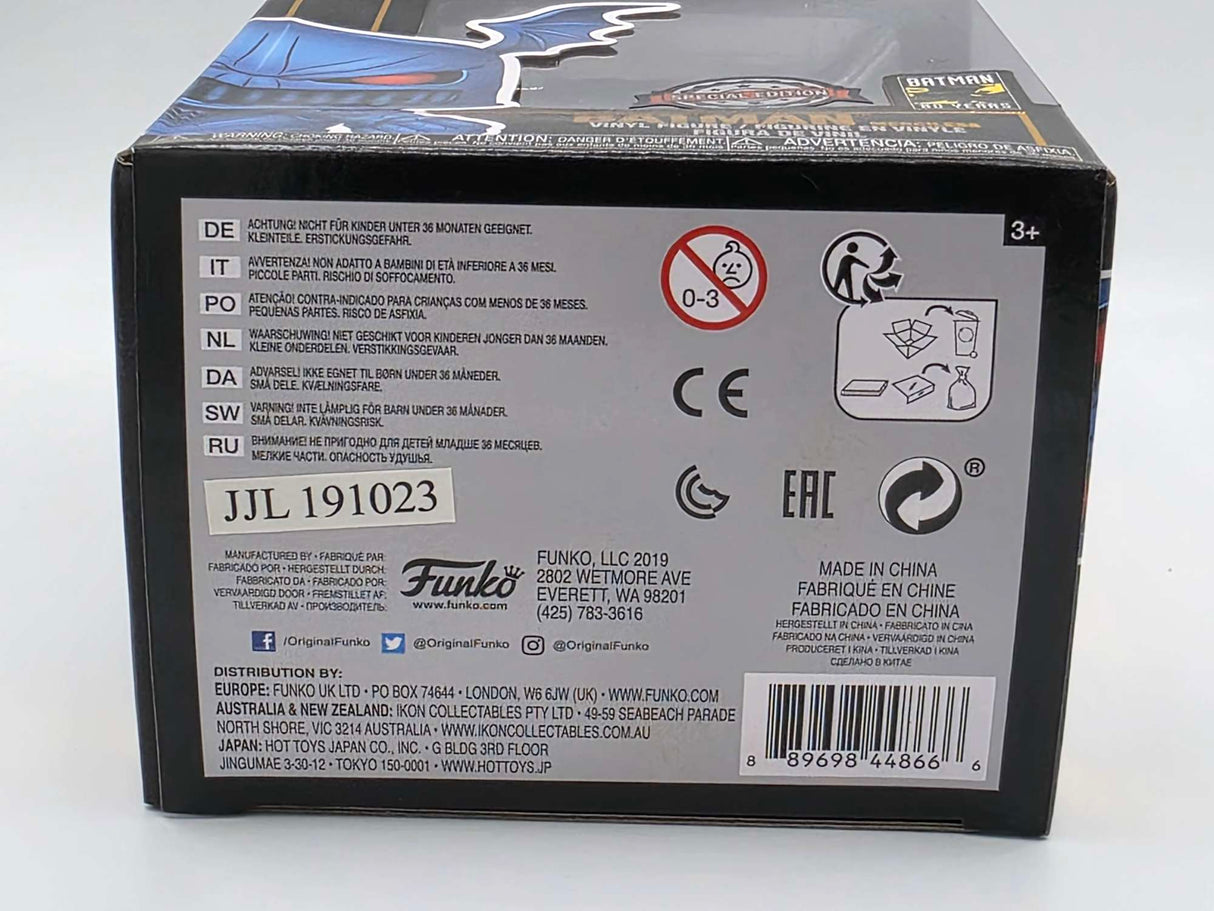 SPECIAL EDITION
BATMAN
80 YEARS
BATMAN
VINYL FIGURE / FIGURINE EN VINYLE
FIGURA DE VINIL
WARNING: CHOKING HAZARD
ATTENTION: DANGER D'ÉTOUFFEMENT.
ADVERTENCIA: PELIGRO DE ASFIXIA
3+
DE ACHTUNG! NICHT FÜR KINDER UNTER 36 MONATEN GEEIGNET.
KLEINTEILE. ERSTICKUNGSGEFAHR.
IT AVVERTENZA! NON ADATTO A BAMBINI DI ETÀ INFERIORE A 36 MESI.
PICCOLE PARTI. RISCHIO DI SOFFOCAMENTO.
PO ATENÇÃO! CONTRA-INDICADO PARA CRIANÇAS COM MENOS DE 36 MESES.
PEQUENAS PARTES. RISCO DE ASFIXIA.
NL WAARSCHUWING! NIET GESCHIKT VOOR KINDEREN JONGER DAN 36 MAANDEN.
KLEINE ONDERDELEN. VERSTIKKINGSGEVAAR.
DA ADVARSEL! IKKE EGNET TIL BØRN UNDER 36 MÅNEDER.
SMÅ DELE. KVÆLNINGSFARE.
SW VARNING! INTE LÄMPLIG FÖR BARN UNDER 36 MÅNADER.
SMÅ DELAR. KVÄVNINGSRISK.
RU ВНИМАНИЕ! НЕ ПРИГОДНО ДЛЯ ДЕТЕЙ МЛАДШЕ 36 МЕСЯЦЕВ.
МЕЛКИЕ ЧАСТИ. ОПАСНОСТЬ УДУШЬЯ.
0-3
CE
EAC
®
JJL 191023
MANUFACTURED BY • FABRIQUÉ PAR:
FABRICADO POR • HERGESTELLT DURCH:
FABBRICATO DA • FABRICADO POR:
VERVAARDIGD DOOR • FREMSTILLET AF:
TILLVERKAD AV • ПРОИЗВОДИТЕЛЬ:
Funko
www.funko.com
FUNKO, LLC 2019
2802 WETMORE AVE
EVERETT, WA 98201
(425) 783-3616
MADE IN CHINA
FABRIQUÉ EN CHINE
FABRICADO EN CHINA
HERGESTELLT IN CHINA • FABBRICATO IN CINA
FABRICADO NA CHINA • VERVAARDIGD IN CHINA
PRODUCERET I KINA • TILLVERKAD I KINA
СДЕЛАНО В КИТАЕ
/OriginalFunko @OriginalFunko @OriginalFunko
DISTRIBUTION BY:
EUROPE: FUNKO UK LTD • PO BOX 74644 • LONDON, W6 6JW (UK) • WWW.FUNKO.COM
AUSTRALIA & NEW ZEALAND: IKON COLLECTABLES PTY LTD • 49-59 SEABEACH PARADE
NORTH SHORE, VIC 3214 AUSTRALIA • WWW.IKONCOLLECTABLES.COM.AU
JAPAN: HOT TOYS JAPAN CO., INC. • G BLDG 3RD FLOOR
JINGUMAE 3-30-12 • TOKYO 150-0001 • WWW.HOTTOYS.JP
8 89698 44866 6